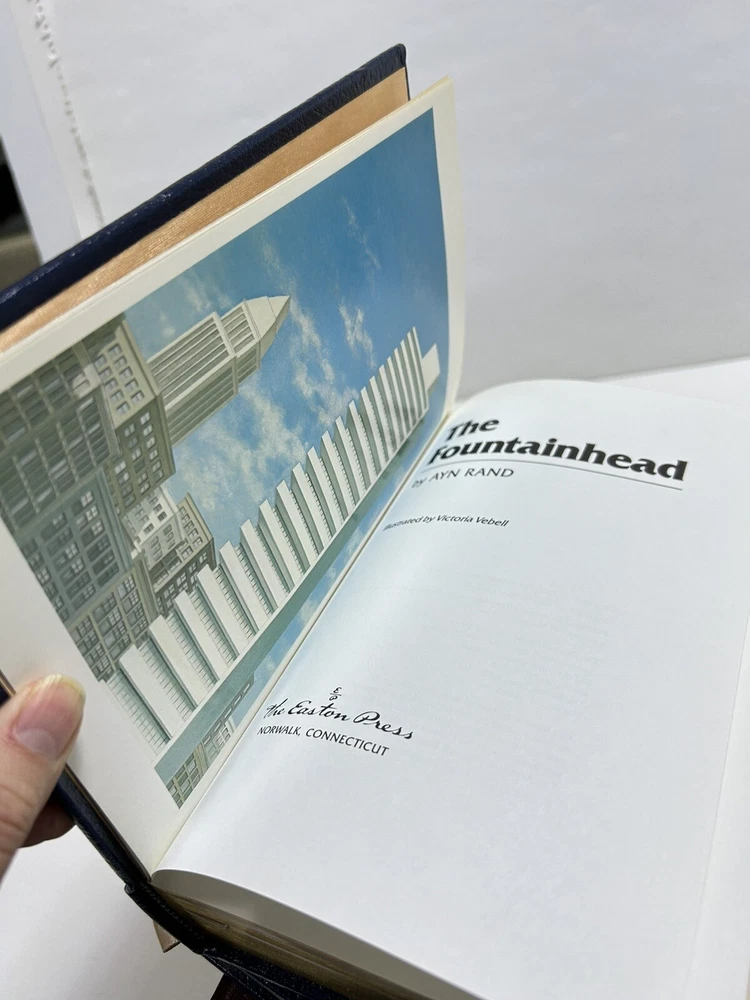 The
Fountainhead
by AYN RAND
Illustrated by Victoria Vebell
The Easton Press
NORWALK, CONNECTICUT